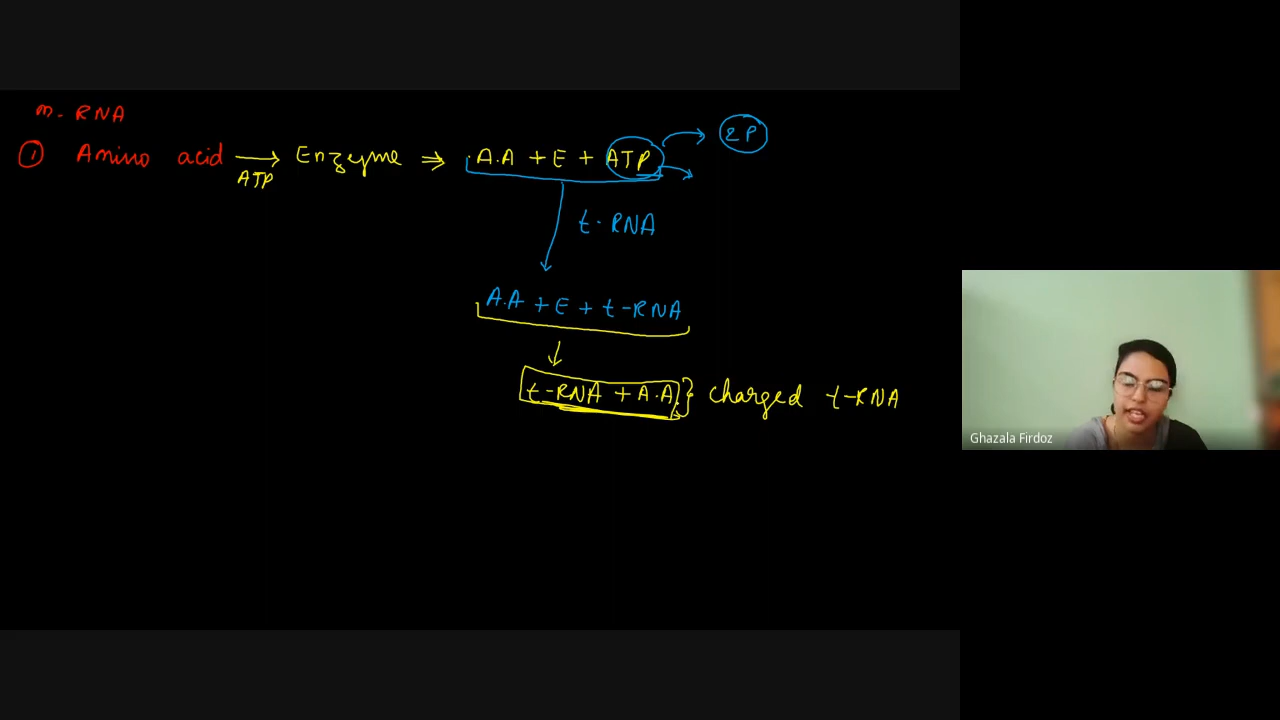 m. RNA
① Amino acid → Enzyme ⇒ A.A + E + ATP → 2P
ATP
t. RNA
A.A + E + t-RNA
t-RNA + A.A } charged t-RNA
Ghazala Firdoz